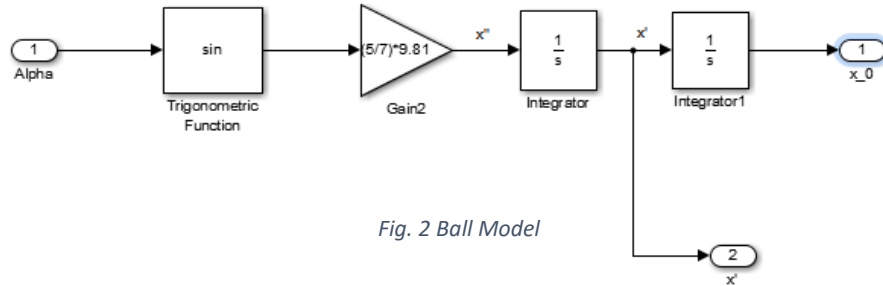 1
Alpha
sin
Trigonometric
Function
(5/7)*9.81
Gain2
x''
1
s
Integrator
x'
1
s
Integrator1
1
x_0
2
x'
Fig. 2 Ball Model